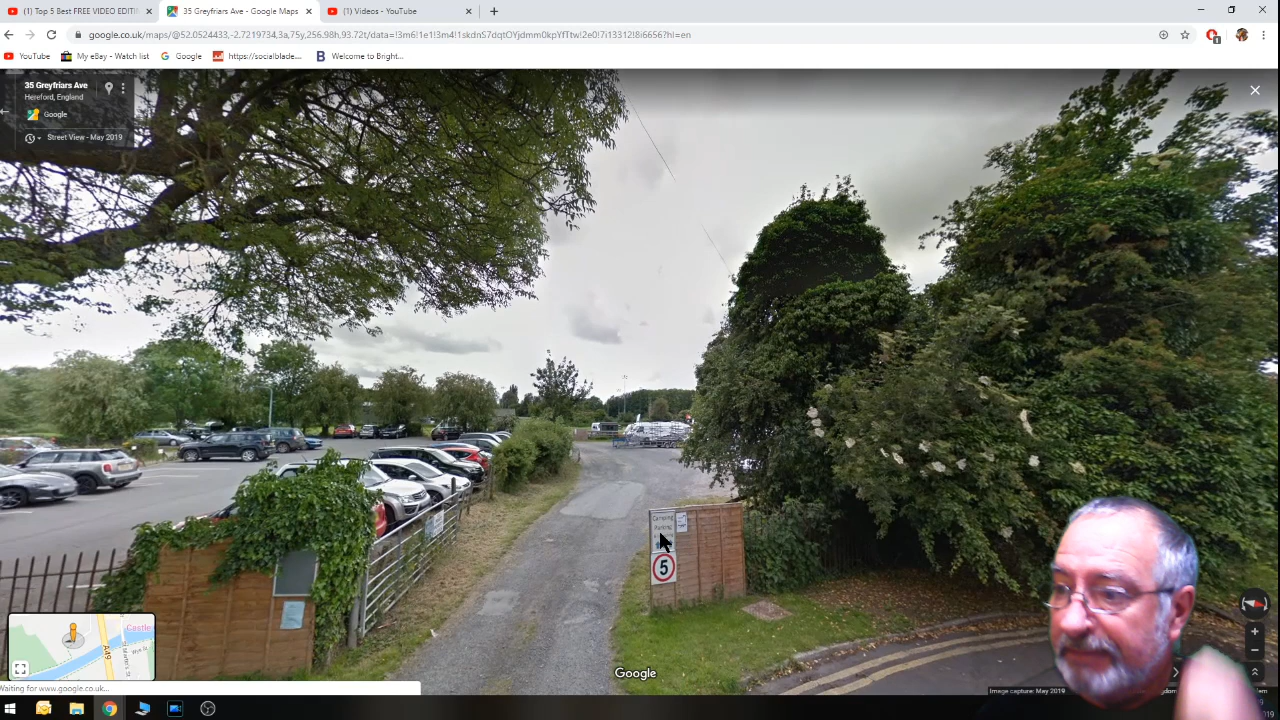 (1) Top 5 Best FREE VIDEO EDITI
35 Greyfriars Ave - Google Maps
(1) Videos - YouTube
google.co.uk/maps/@52.0524433,-2.7219734,3a,75y,256.98h,93.72t/data=!3m6!1e1!3m4!1skdnS7dqtOYjdmm0kpYfTtw!2e0!7i13312!8i6656?hl=en
YouTube
My eBay - Watch list
Google
https://socialblade....
Welcome to Bright...
35 Greyfriars Ave
Hereford, England
Google
Street View - May 2019
Camping
Parking
5
Castle
A49
Google
Image capture: May 2019
Waiting for www.google.co.uk...